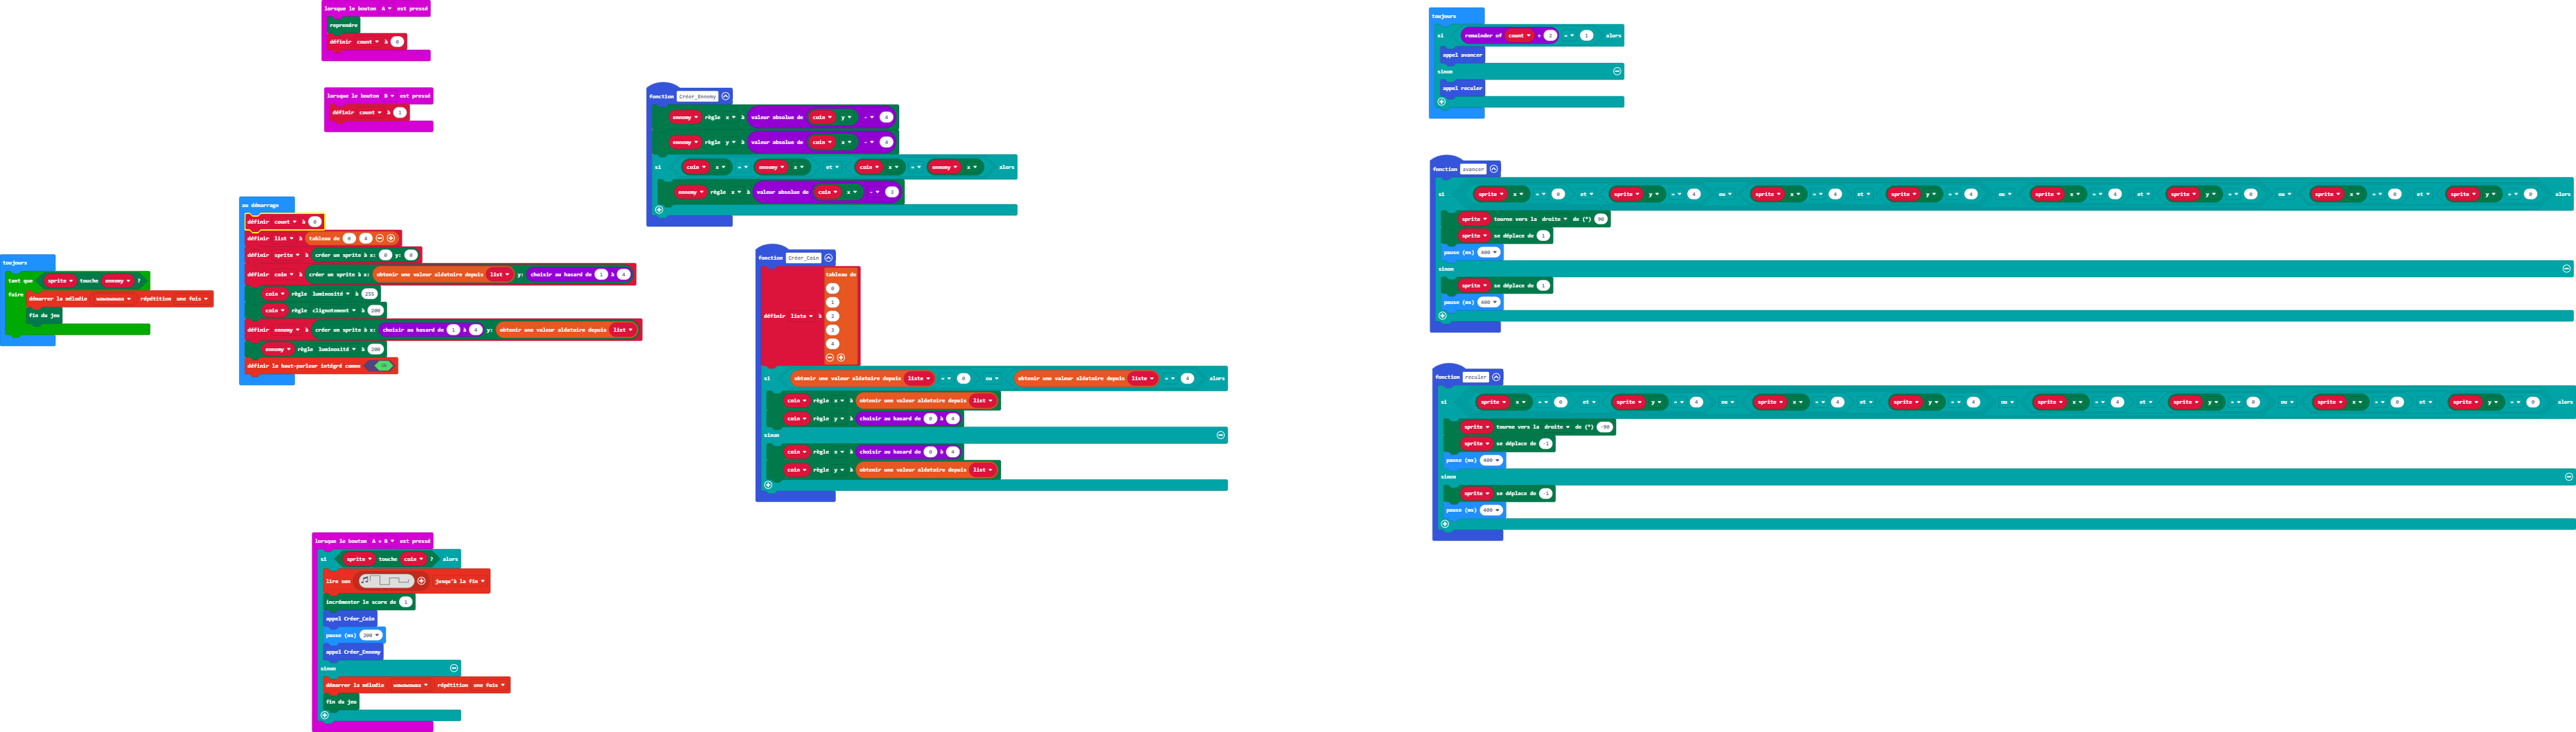 lorsque le bouton A est pressé
reprendre
définir count à 0
lorsque le bouton B est pressé
définir count à 1
au démarrage
définir count à 0
définir list à tableau de 0 4
définir sprite à créer un sprite à x: 0 y: 0
définir coin à créer un sprite à x: obtenir une valeur aléatoire depuis list y: choisir au hasard de 1 à 4
coin règle luminosité à 255
coin règle clignotement à 200
définir ennemy à créer un sprite à x: choisir au hasard de 1 à 4 y: obtenir une valeur aléatoire depuis list
ennemy règle luminosité à 200
définir le haut-parleur intégré comme
toujours
tant que sprite touche ennemy ?
faire
démarrer la mélodie wawawawaa répétition une fois
fin du jeu
lorsque le bouton A + B est pressé
si sprite touche coin ? alors
lire son jusqu'à la fin
incrémenter le score de 1
appel Créer_Coin
pause (ms) 200
appel Créer_Ennemy
sinon
démarrer la mélodie wawawawaa répétition une fois
fin du jeu
fonction Créer_Ennemy
ennemy règle x à valeur absolue de coin y - 4
ennemy règle y à valeur absolue de coin x - 4
si coin x = ennemy x et coin x = ennemy x alors
ennemy règle x à valeur absolue de coin x - 3
fonction Créer_Coin
définir liste à tableau de
0
1
2
3
4
si obtenir une valeur aléatoire depuis liste = 0 ou obtenir une valeur aléatoire depuis liste = 4 alors
coin règle x à obtenir une valeur aléatoire depuis list
coin règle y à choisir au hasard de 0 à 4
sinon
coin règle x à choisir au hasard de 0 à 4
coin règle y à obtenir une valeur aléatoire depuis list
toujours
si remainder of count ÷ 2 = 1 alors
appel avancer
sinon
appel reculer
fonction avancer
si sprite x = 0 et sprite y = 4 ou sprite x = 4 et sprite y = 4 ou sprite x = 4 et sprite y = 0 ou sprite x = 0 et sprite y = 0 alors
sprite tourne vers la droite de (°) 90
sprite se déplace de 1
pause (ms) 400
sinon
sprite se déplace de 1
pause (ms) 400
fonction reculer
si sprite x = 0 et sprite y = 4 ou sprite x = 4 et sprite y = 4 ou sprite x = 4 et sprite y = 0 ou sprite x = 0 et sprite y = 0 alors
sprite tourne vers la droite de (°) -90
sprite se déplace de -1
pause (ms) 400
sinon
sprite se déplace de -1
pause (ms) 400